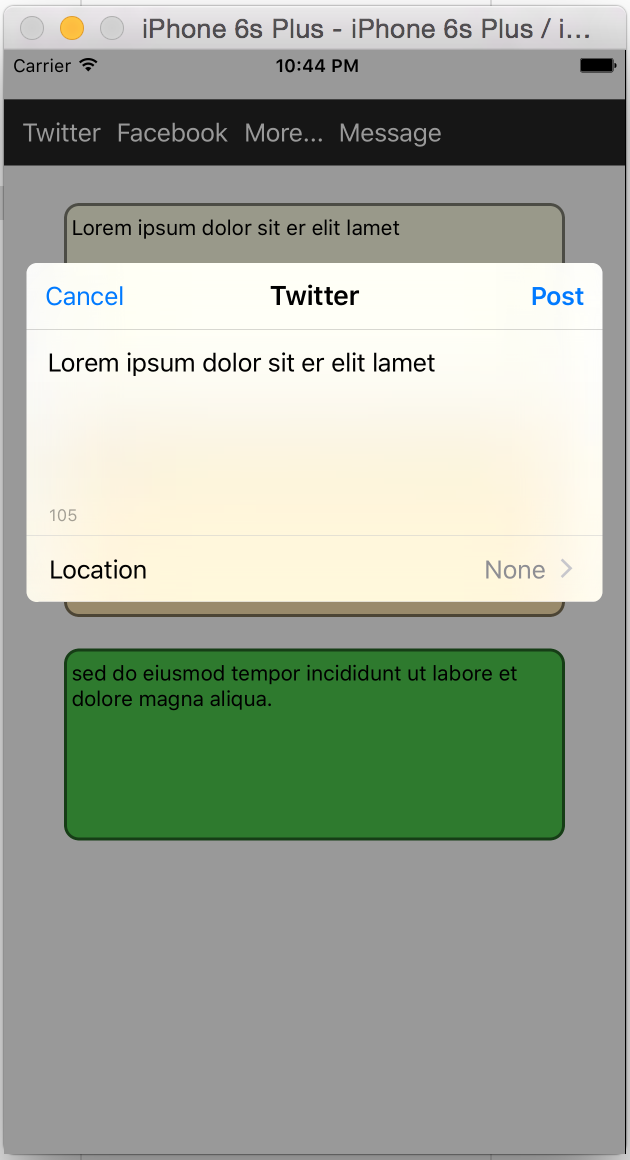 iPhone 6s Plus - iPhone 6s Plus / i...
Carrier 10:44 PM
Twitter Facebook More... Message
Lorem ipsum dolor sit er elit lamet
Cancel Twitter Post
Lorem ipsum dolor sit er elit lamet
105
Location None
sed do eiusmod tempor incididunt ut labore et
dolore magna aliqua.